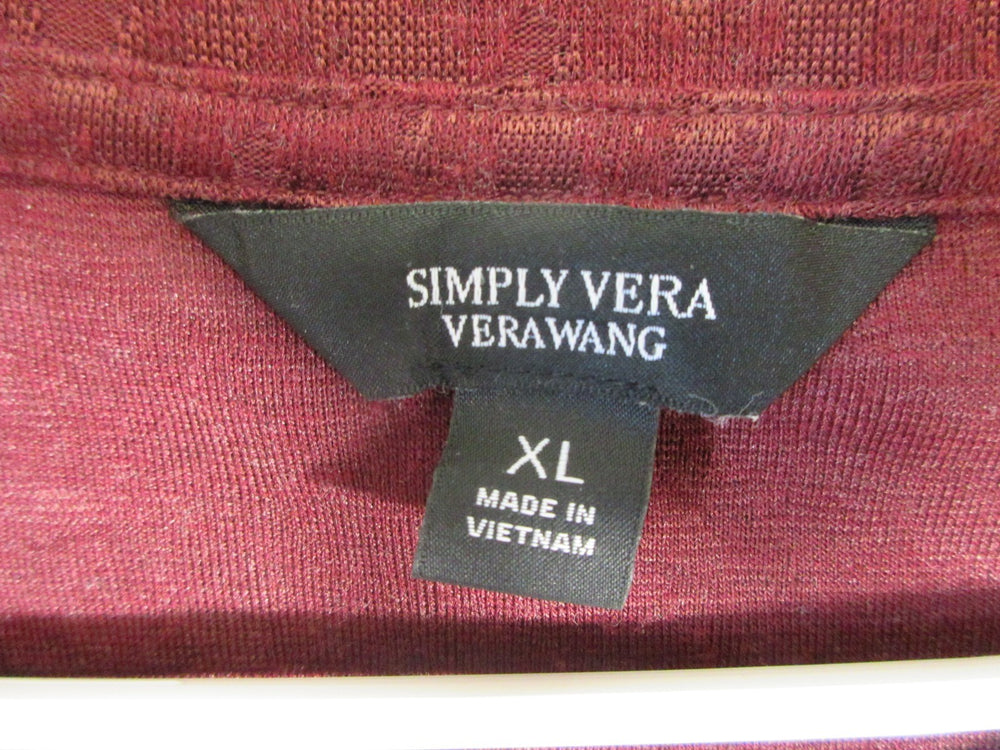 SIMPLY VERA
VERAWANG
XL
MADE IN
VIETNAM